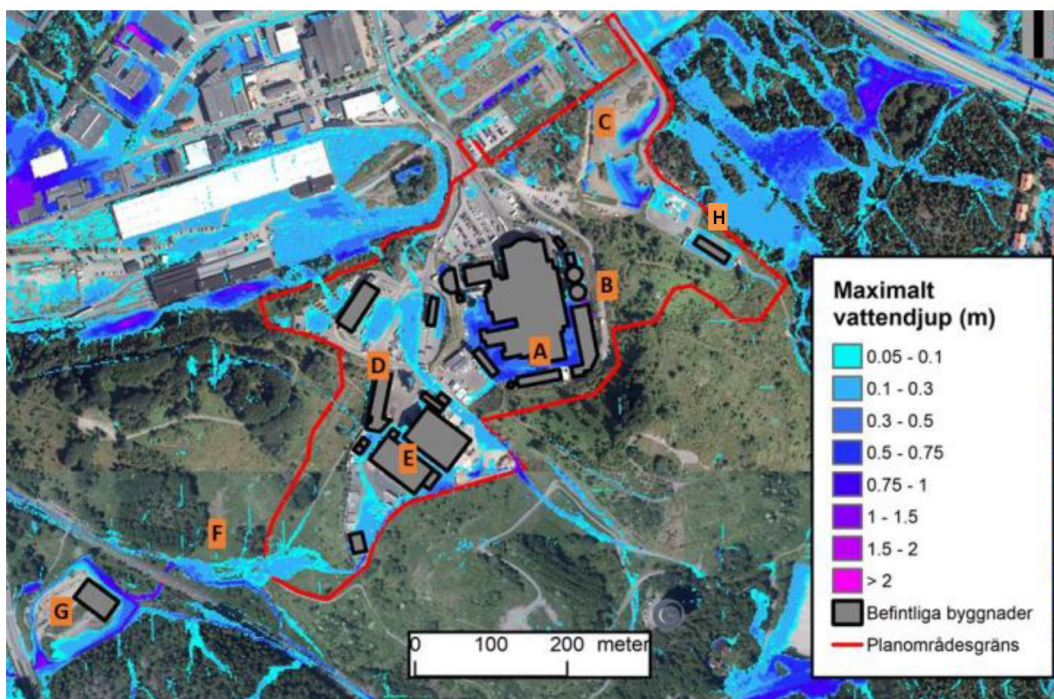 C
H
B
A
D
E
F
G
Maximalt
vattendjup (m)
0.05 - 0.1
0.1 - 0.3
0.3 - 0.5
0.5 - 0.75
0.75 - 1
1 - 1.5
1.5 - 2
> 2
Befintliga byggnader
Planområdesgräns
0 100 200 meter